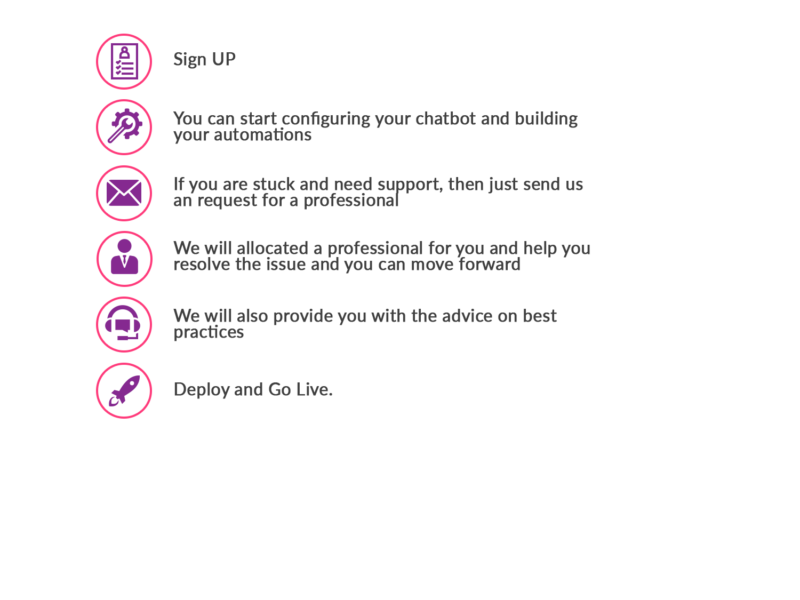 Sign UP
You can start configuring your chatbot and building
your automations
If you are stuck and need support, then just send us
an request for a professional
We will allocated a professional for you and help you
resolve the issue and you can move forward
We will also provide you with the advice on best
practices
Deploy and Go Live.